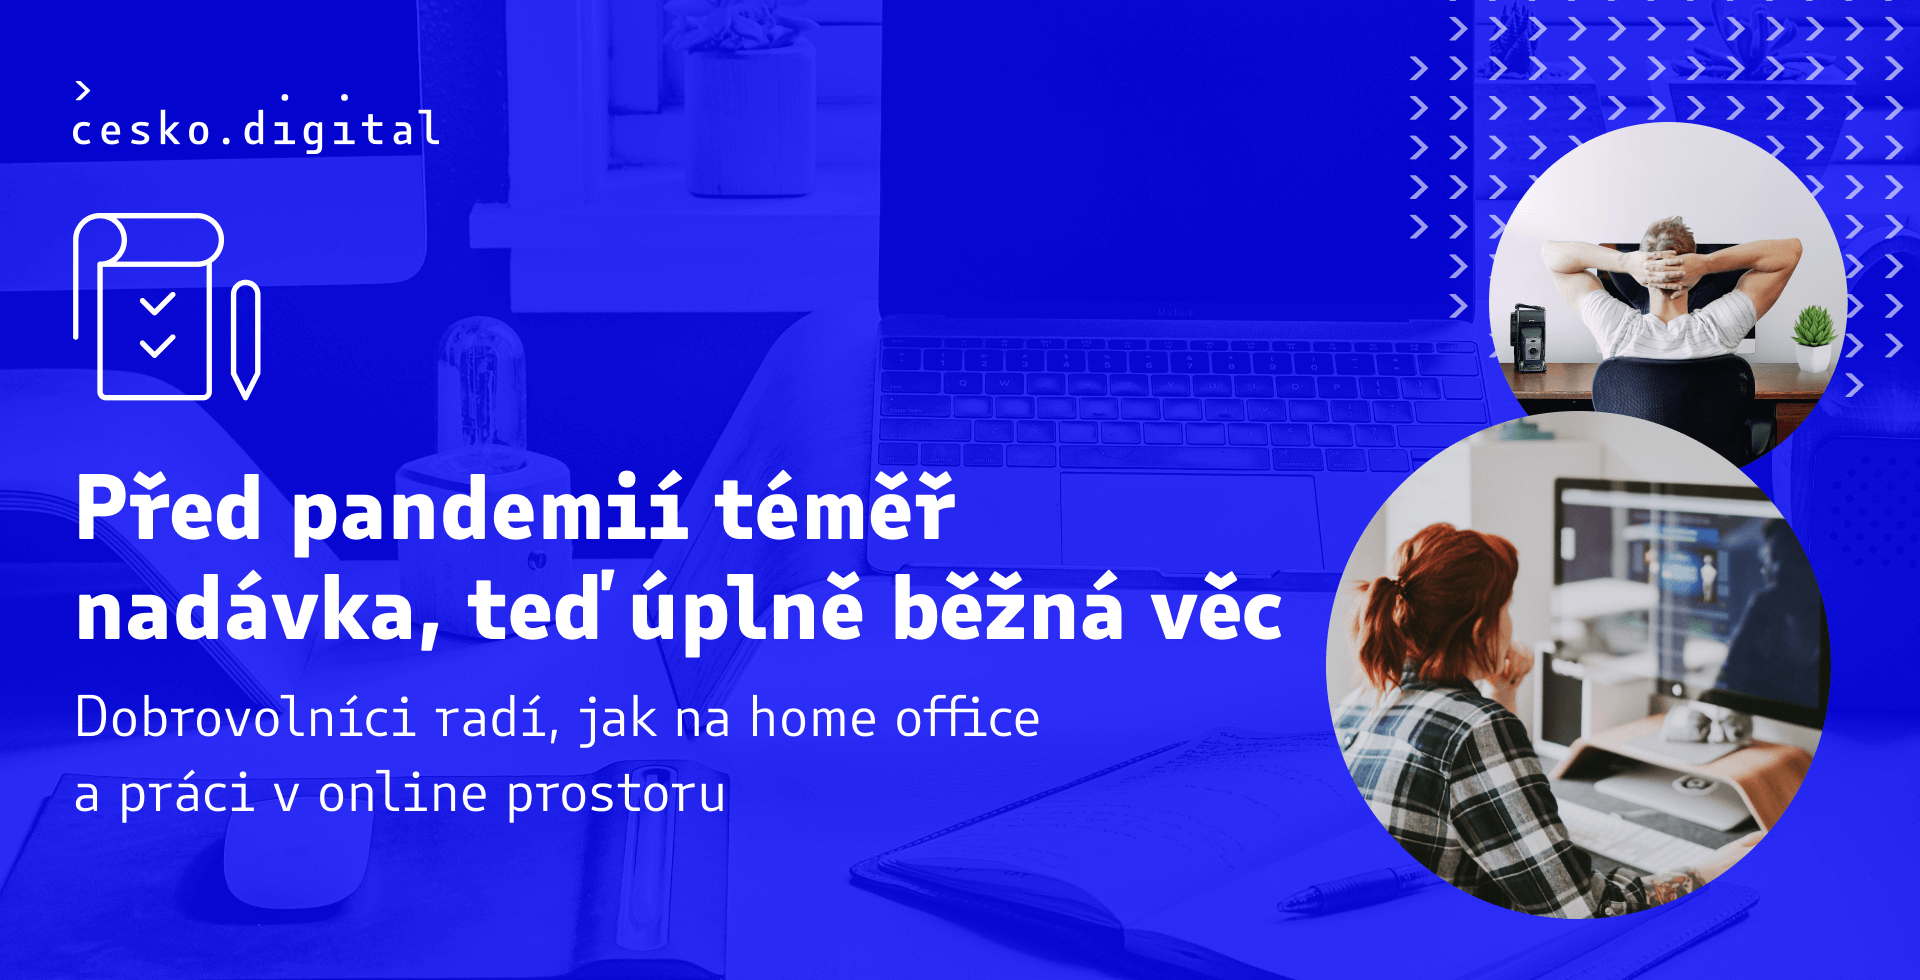 cesko.digital
Před pandemií téměř
nadávka, teď úplně běžná věc
Dobrovolníci radí, jak na home office
a práci v online prostoru